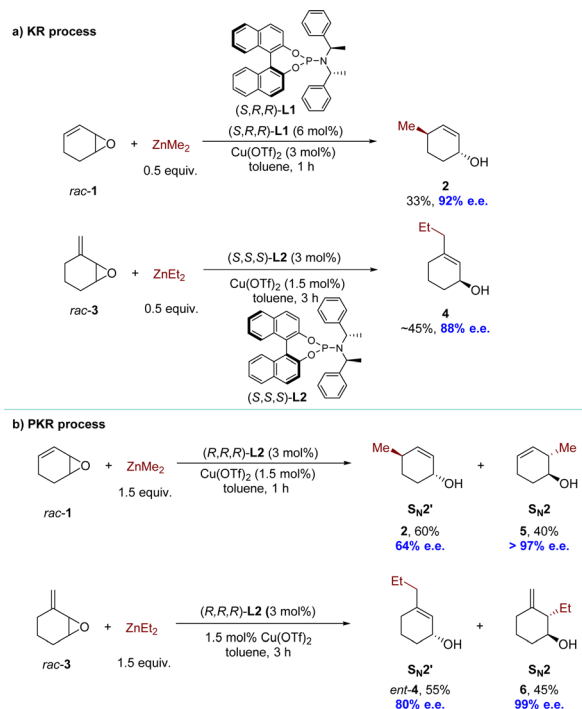 a) KR process
O
P
N
O
(S,R,R)-L1
(S,R,R)-L1 (6 mol%)
Cu(OTf)2 (3 mol%)
toluene, 1 h
O
+
ZnMe2
0.5 equiv.
rac-1
Me
OH
2
33%, 92% e.e.
O
+
ZnEt2
0.5 equiv.
rac-3
(S,S,S)-L2 (3 mol%)
Cu(OTf)2 (1.5 mol%)
toluene, 3 h
Et
OH
4
~45%, 88% e.e.
O
P
N
O
(S,S,S)-L2
b) PKR process
O
+
ZnMe2
1.5 equiv.
rac-1
(R,R,R)-L2 (3 mol%)
Cu(OTf)2 (1.5 mol%)
toluene, 1 h
Me
OH
SN2'
2, 60%
64% e.e.
+
Me
OH
SN2
5, 40%
> 97% e.e.
O
+
ZnEt2
1.5 equiv.
rac-3
(R,R,R)-L2 (3 mol%)
1.5 mol% Cu(OTf)2
toluene, 3 h
Et
OH
SN2'
ent-4, 55%
80% e.e.
+
Et
OH
SN2
6, 45%
99% e.e.